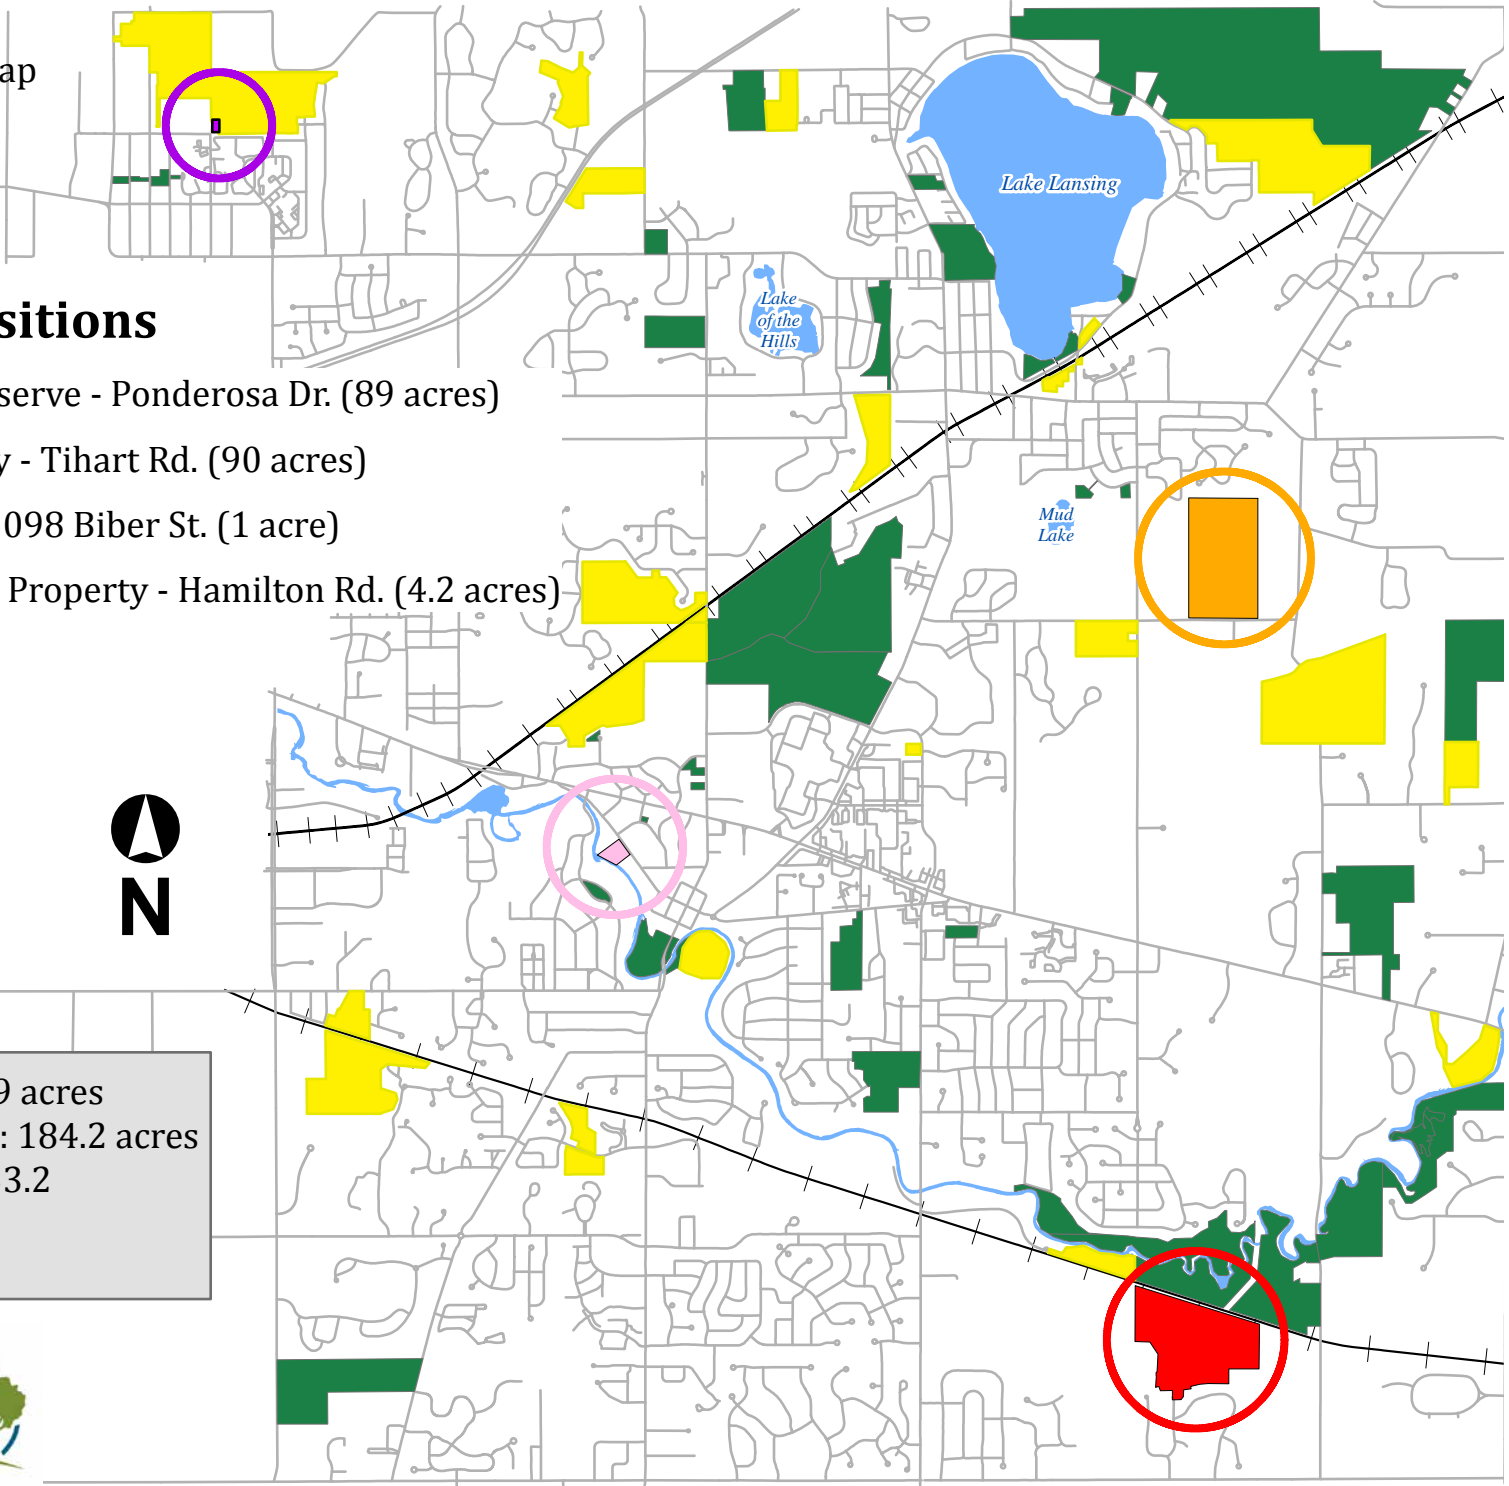 ap
sitions
serve - Ponderosa Dr. (89 acres)
y - Tihart Rd. (90 acres)
098 Biber St. (1 acre)
Property - Hamilton Rd. (4.2 acres)
Lake Lansing
Lake
of the
Hills
Mud
Lake
N
9 acres
: 184.2 acres
3.2